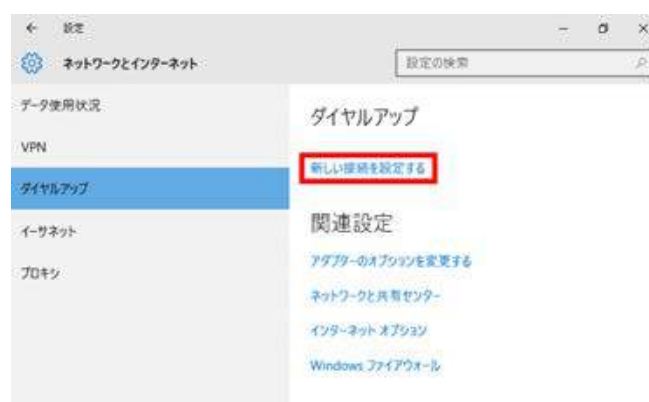 設定
ネットワークとインターネット
設定の検索
データ使用状況
VPN
ダイヤルアップ
イーサネット
プロキシ
ダイヤルアップ
新しい接続を設定する
関連設定
アダプターのオプションを変更する
ネットワークと共有センター
インターネット オプション
Windows ファイアウォール